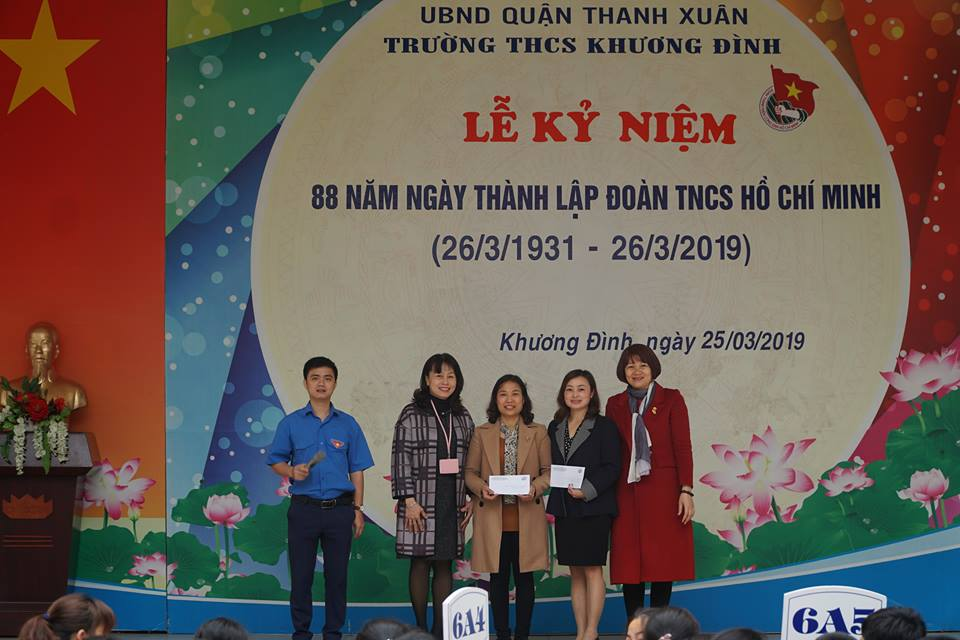 UBND QUẬN THANH XUÂN
TRƯỜNG THCS KHƯƠNG ĐÌNH
LỄ KỶ NIỆM
88 NĂM NGÀY THÀNH LẬP ĐOÀN TNCS HỒ CHÍ MINH
(26/3/1931 - 26/3/2019)
Khương Đình, ngày 25/03/2019
6A4
6A5